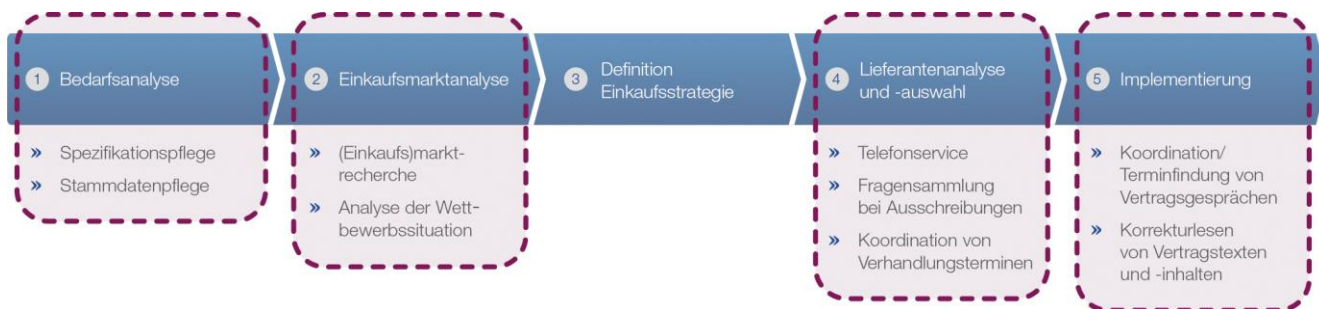 1 Bedarfsanalyse
» Spezifikationspflege
» Stammdatenpflege
2 Einkaufsmarktanalyse
» (Einkaufs)markt-
recherche
» Analyse der Wett-
bewerbssituation
3 Definition
Einkaufsstrategie
4 Lieferantenanalyse
und -auswahl
» Telefonservice
» Fragensammlung
bei Ausschreibungen
» Koordination von
Verhandlungsterminen
5 Implementierung
» Koordination/
Terminfindung von
Vertragsgesprächen
» Korrekturlesen
von Vertragstexten
und -inhalten